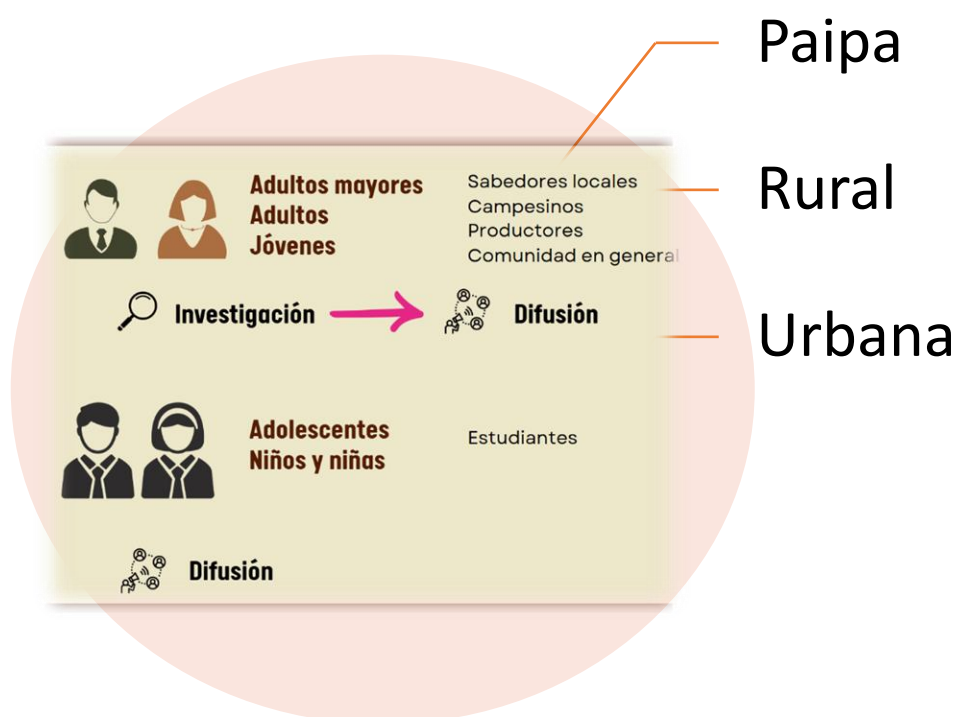 Paipa
Rural
Urbana
Adultos mayores
Adultos
Jóvenes
Sabedores locales
Campesinos
Productores
Comunidad en general
Investigación
Difusión
Adolescentes
Niños y niñas
Estudiantes
Difusión